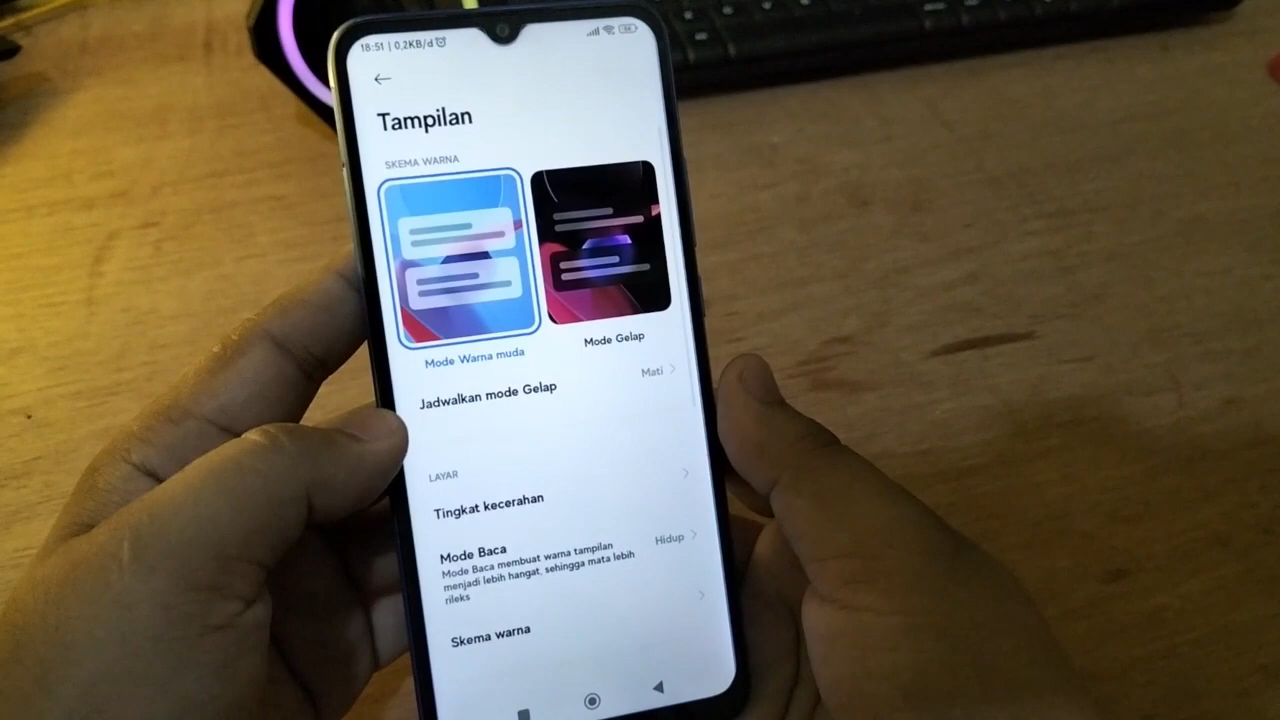 18:51 | 0,2KB/d
Tampilan
SKEMA WARNA
Mode Warna muda
Mode Gelap
Jadwalkan mode Gelap
Mati
LAYAR
Tingkat kecerahan
Mode Baca
Hidup
Mode Baca membuat warna tampilan
menjadi lebih hangat, sehingga mata lebih
rileks
Skema warna